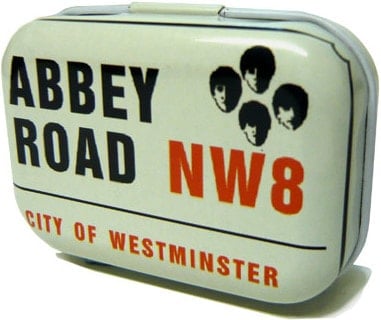 ABBEY
ROAD NW8
CITY OF WESTMINSTER